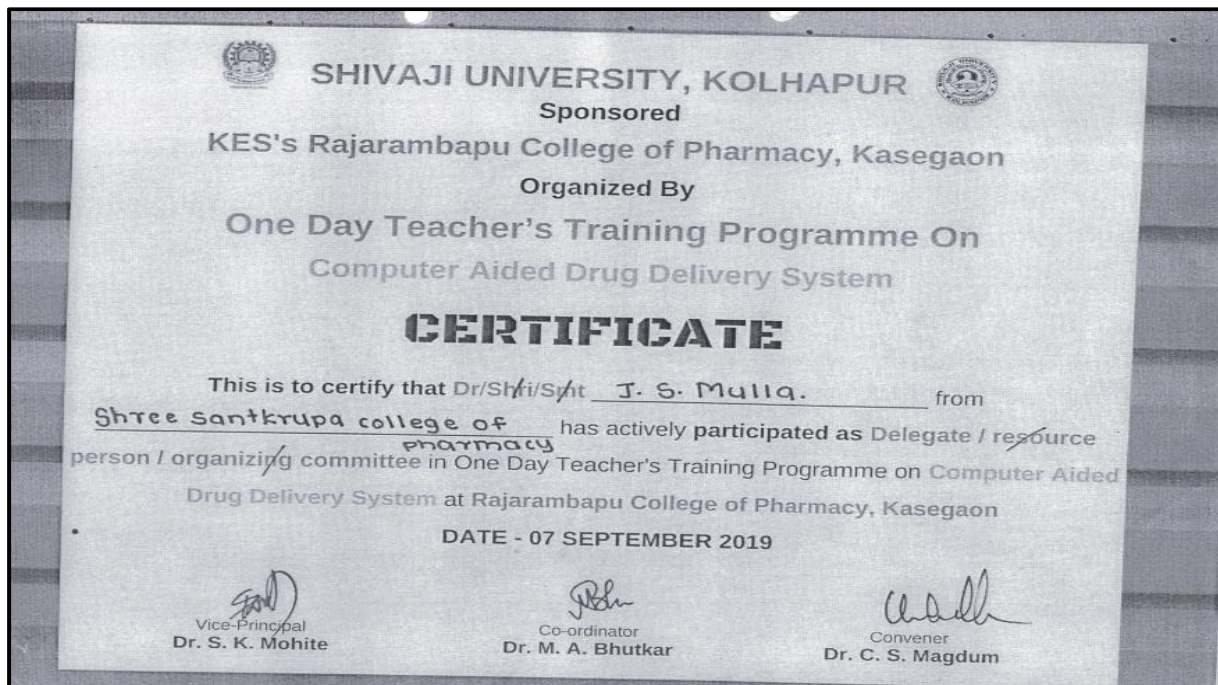 SHIVAJI UNIVERSITY, KOLHAPUR
Sponsored
KES's Rajarambapu College of Pharmacy, Kasegaon
Organized By
One Day Teacher's Training Programme On
Computer Aided Drug Delivery System
CERTIFICATE
This is to certify that Dr/Shri/Smt J. S. Mulla. from
Shree Santkrupa college of pharmacy has actively participated as Delegate / resource
person / organizing committee in One Day Teacher's Training Programme on Computer Aided
Drug Delivery System at Rajarambapu College of Pharmacy, Kasegaon
DATE - 07 SEPTEMBER 2019
Vice-Principal
Dr. S. K. Mohite
Co-ordinator
Dr. M. A. Bhutkar
Convener
Dr. C. S. Magdum